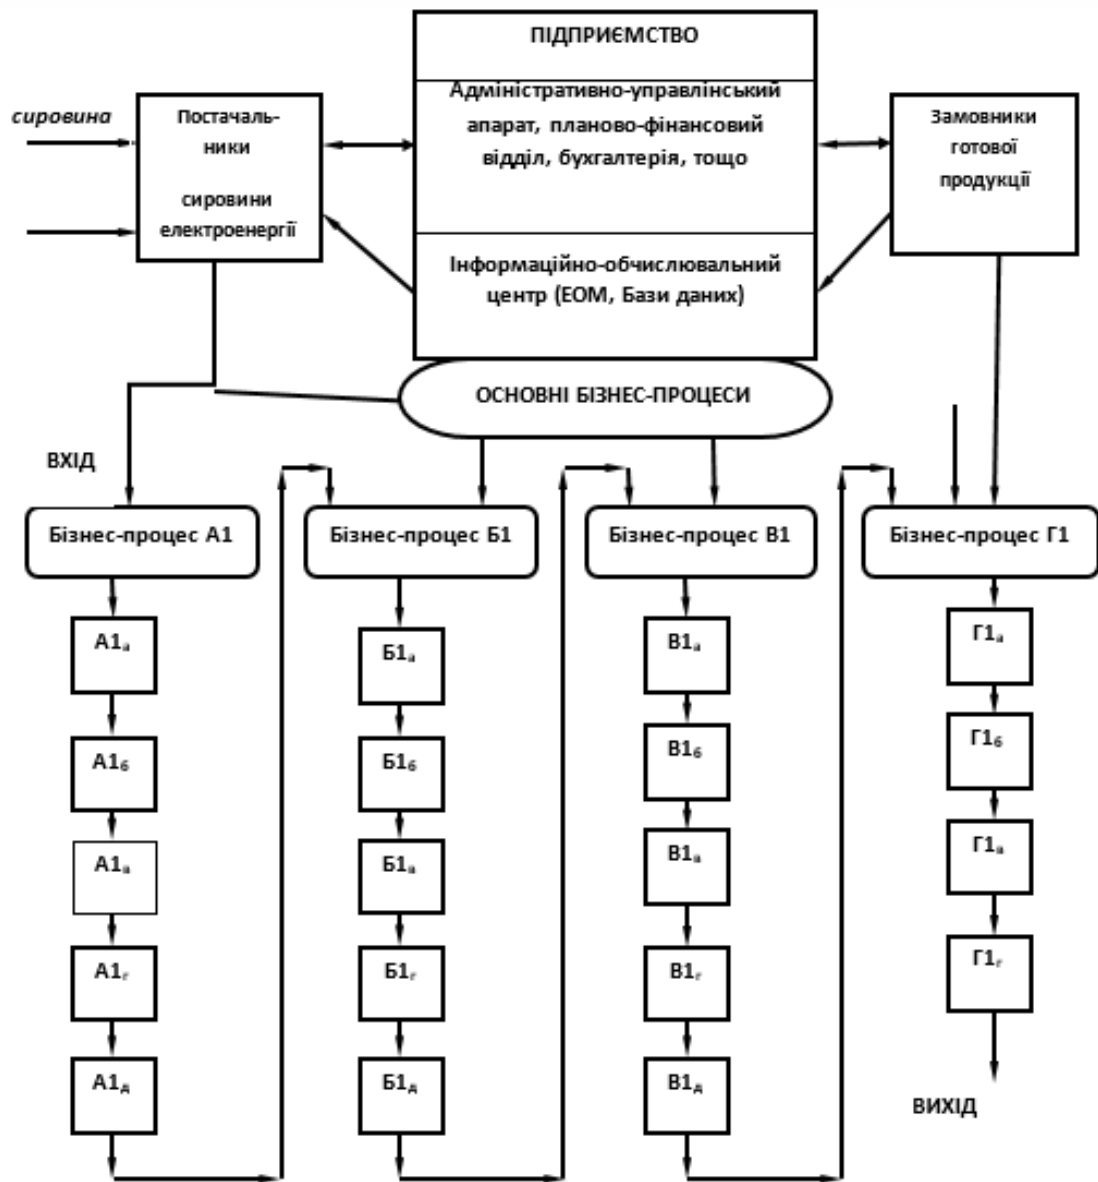 ПІДПРИЄМСТВО
Адміністративно-управлінський
апарат, планово-фінансовий
відділ, бухгалтерія, тощо
сировина
Постачаль-
ники
сировини
електроенергії
Замовники
готової
продукції
Інформаційно-обчислювальний
центр (ЕОМ, Бази даних)
ОСНОВНІ БІЗНЕС-ПРОЦЕСИ
ВХІД
Бізнес-процес А1
Бізнес-процес Б1
Бізнес-процес В1
Бізнес-процес Г1
А1а
А1б
А1в
А1г
А1д
Б1а
Б1б
Б1в
Б1г
Б1д
В1а
В1б
В1в
В1г
В1д
Г1а
Г1б
Г1в
Г1г
ВИХІД